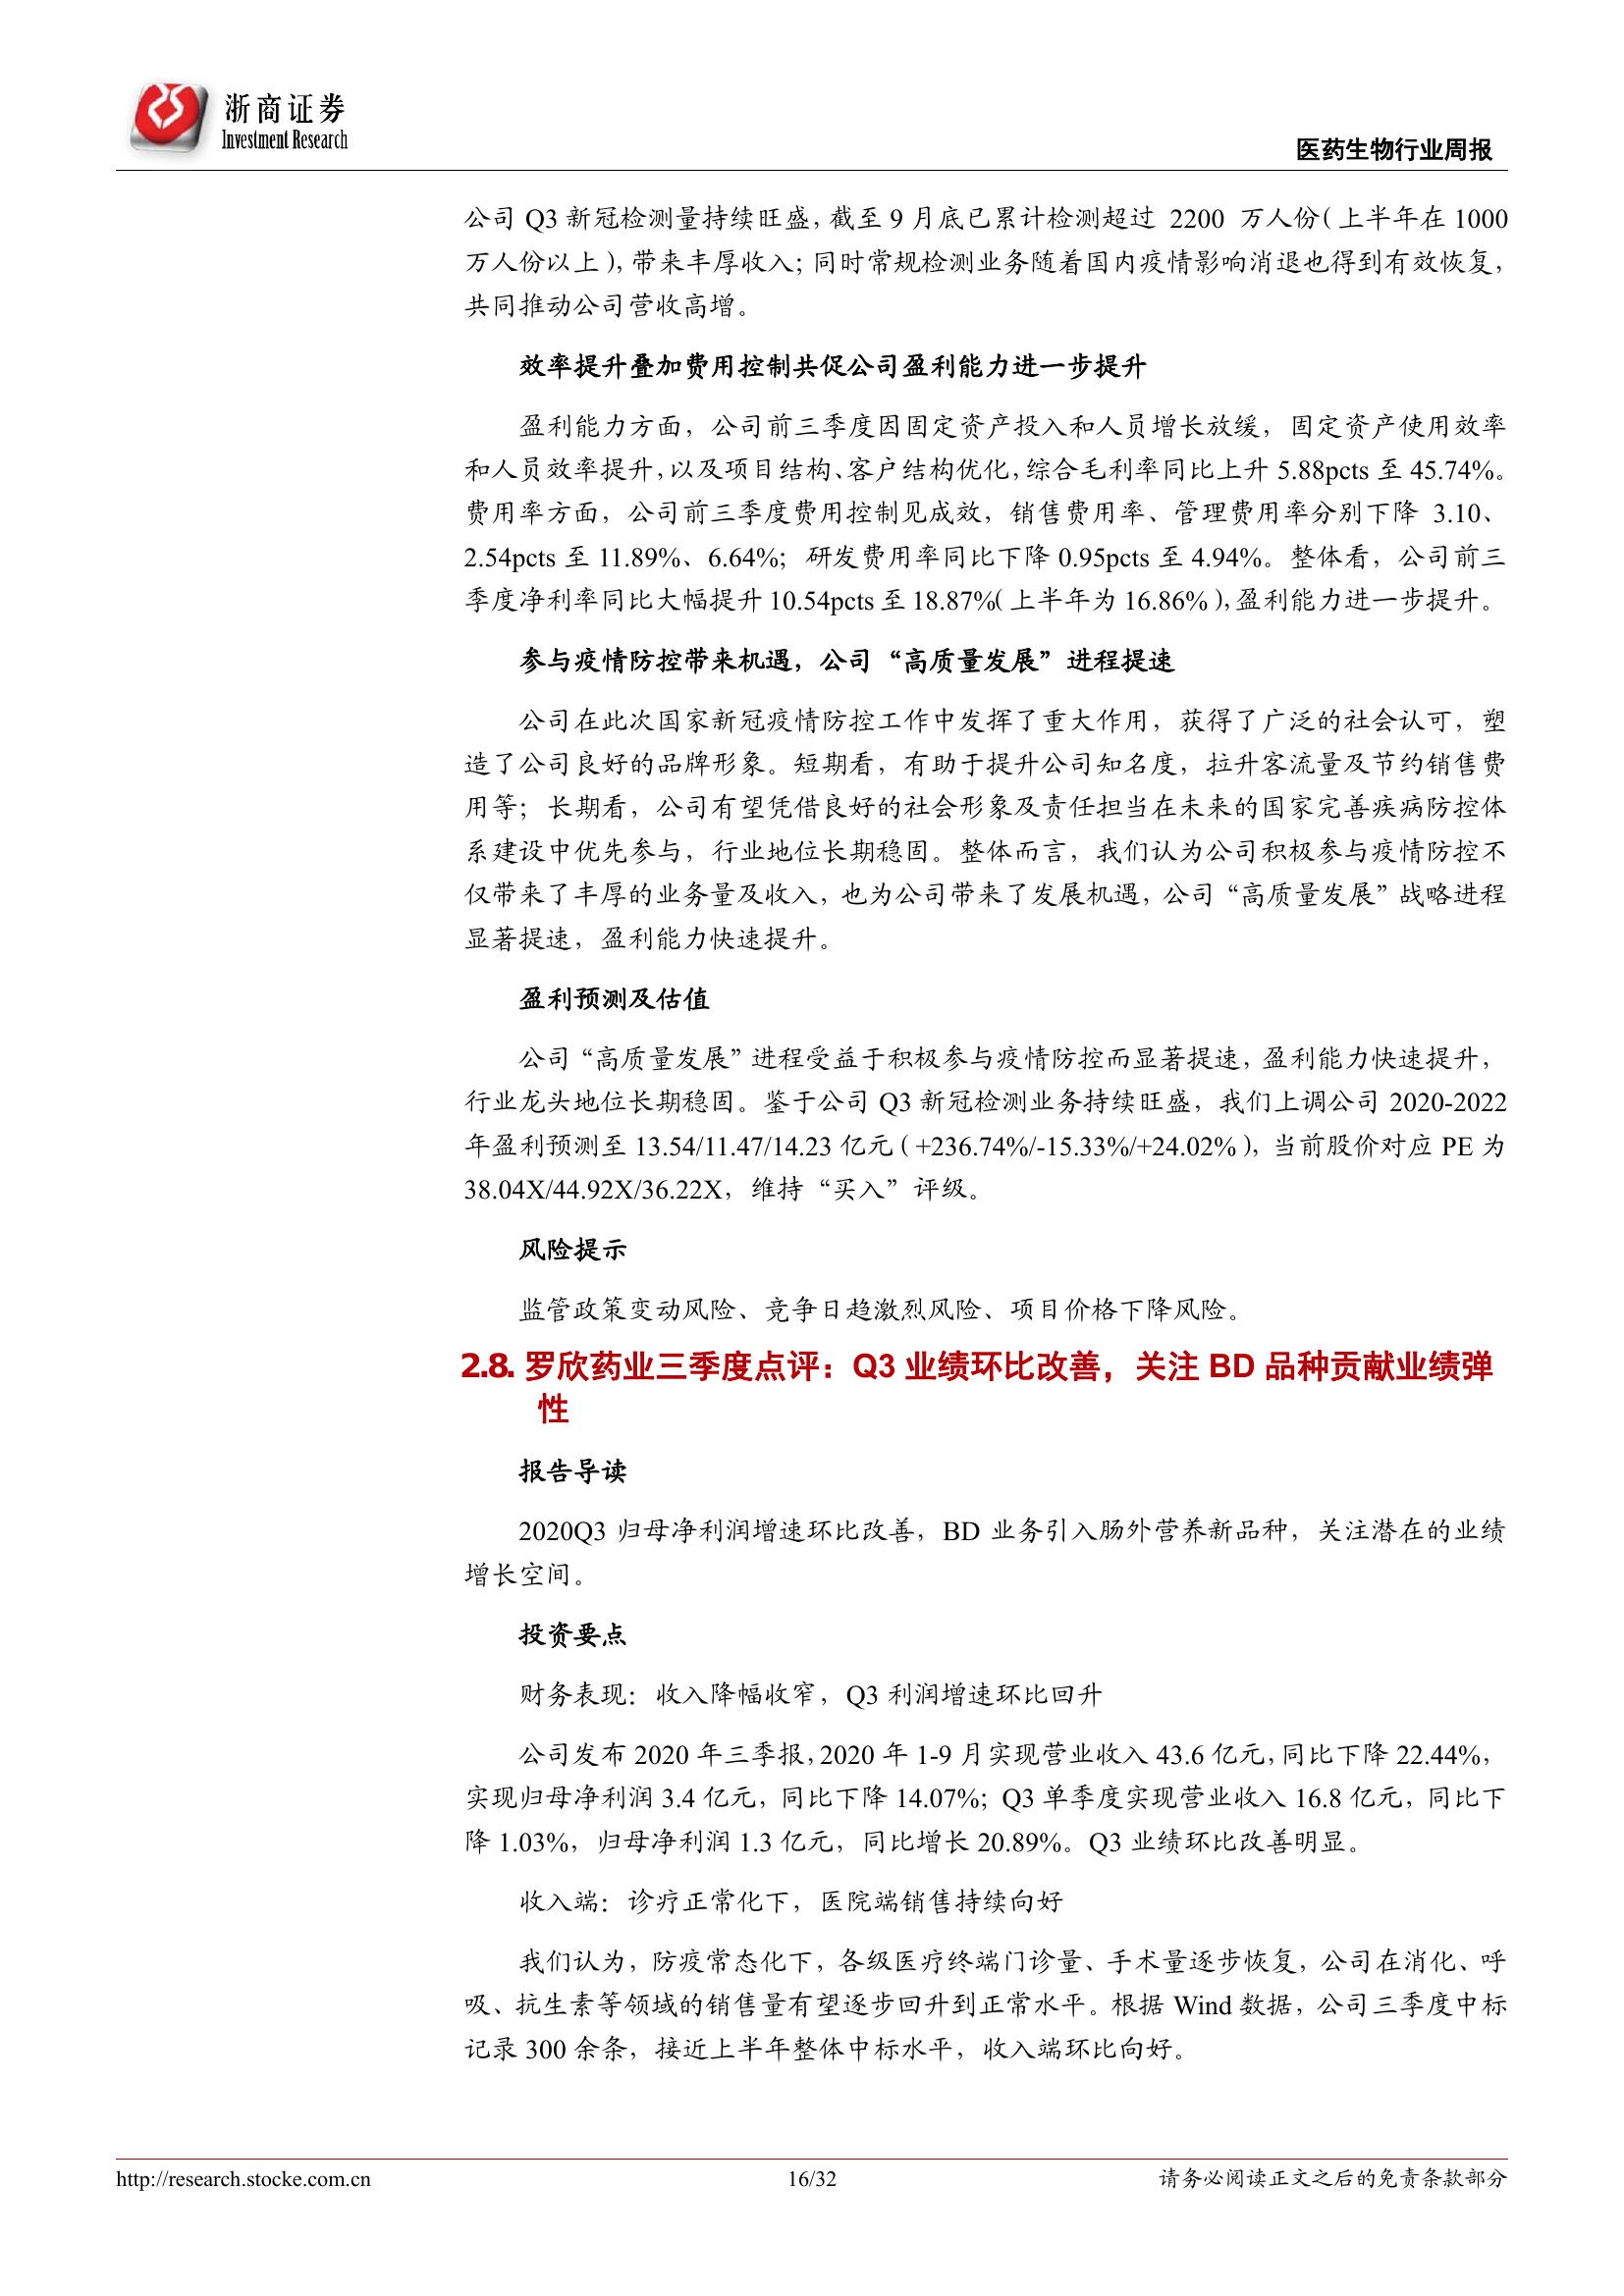 浙商证券
Investment Research
医药生物行业周报
公司 Q3 新冠检测量持续旺盛，截至 9 月底已累计检测超过 2200 万人份（上半年在 1000
万人份以上），带来丰厚收入；同时常规检测业务随着国内疫情影响消退也得到有效恢复，
共同推动公司营收高增。
效率提升叠加费用控制共促公司盈利能力进一步提升
盈利能力方面，公司前三季度因固定资产投入和人员增长放缓，固定资产使用效率
和人员效率提升，以及项目结构、客户结构优化，综合毛利率同比上升 5.88pcts 至 45.74%。
费用率方面，公司前三季度费用控制见成效，销售费用率、管理费用率分别下降 3.10、
2.54pcts 至 11.89%、6.64%；研发费用率同比下降 0.95pcts 至 4.94%。整体看，公司前三
季度净利率同比大幅提升 10.54pcts 至 18.87%（上半年为 16.86%），盈利能力进一步提升。
参与疫情防控带来机遇，公司“高质量发展”进程提速
公司在此次国家新冠疫情防控工作中发挥了重大作用，获得了广泛的社会认可，塑
造了公司良好的品牌形象。短期看，有助于提升公司知名度，拉升客流量及节约销售费
用等；长期看，公司有望凭借良好的社会形象及责任担当在未来的国家完善疾病防控体
系建设中优先参与，行业地位长期稳固。整体而言，我们认为公司积极参与疫情防控不
仅带来了丰厚的业务量及收入，也为公司带来了发展机遇，公司“高质量发展”战略进程
显著提速，盈利能力快速提升。
盈利预测及估值
公司“高质量发展”进程受益于积极参与疫情防控而显著提速，盈利能力快速提升，
行业龙头地位长期稳固。鉴于公司 Q3 新冠检测业务持续旺盛，我们上调公司 2020-2022
年盈利预测至 13.54/11.47/14.23 亿元（+236.74%/-15.33%/+24.02%），当前股价对应 PE 为
38.04X/44.92X/36.22X，维持“买入”评级。
风险提示
监管政策变动风险、竞争日趋激烈风险、项目价格下降风险。
2.8. 罗欣药业三季度点评：Q3 业绩环比改善，关注 BD 品种贡献业绩弹
性
报告导读
2020Q3 归母净利润增速环比改善，BD 业务引入肠外营养新品种，关注潜在的业绩
增长空间。
投资要点
财务表现：收入降幅收窄，Q3 利润增速环比回升
公司发布 2020 年三季报，2020 年 1-9 月实现营业收入 43.6 亿元，同比下降 22.44%，
实现归母净利润 3.4 亿元，同比下降 14.07%；Q3 单季度实现营业收入 16.8 亿元，同比下
降 1.03%，归母净利润 1.3 亿元，同比增长 20.89%。Q3 业绩环比改善明显。
收入端：诊疗正常化下，医院端销售持续向好
我们认为，防疫常态化下，各级医疗终端门诊量、手术量逐步恢复，公司在消化、呼
吸、抗生素等领域的销售量有望逐步回升到正常水平。根据 Wind 数据，公司三季度中标
记录 300 余条，接近上半年整体中标水平，收入端环比向好。
http://research.stocke.com.cn
16/32
请务必阅读正文之后的免责条款部分